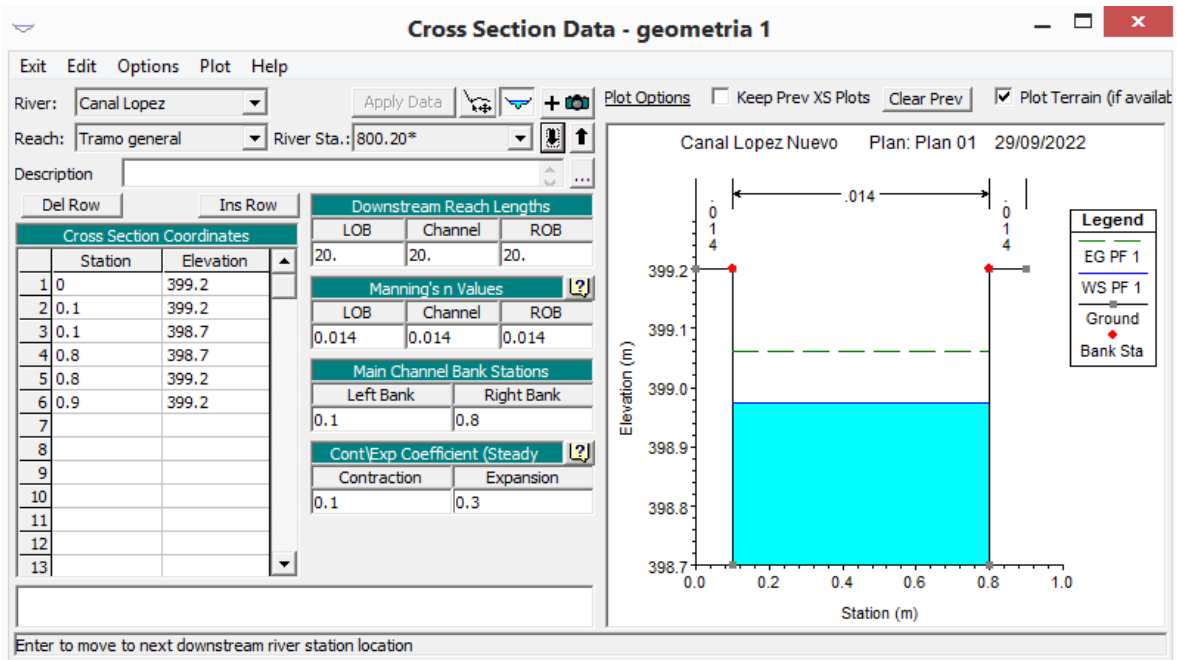 Cross Section Data - geometria 1
Exit Edit Options Plot Help
River: Canal Lopez Apply Data
Reach: Tramo general River Sta.: 800.20*
Description ...
Del Row Ins Row
Cross Section Coordinates
Station Elevation
1 0 399.2
2 0.1 399.2
3 0.1 398.7
4 0.8 398.7
5 0.8 399.2
6 0.9 399.2
7
8
9
10
11
12
13
Downstream Reach Lengths
LOB Channel ROB
20. 20. 20.
Manning's n Values
LOB Channel ROB
0.014 0.014 0.014
Main Channel Bank Stations
Left Bank Right Bank
0.1 0.8
Cont\Exp Coefficient (Steady
Contraction Expansion
0.1 0.3
Plot Options Keep Prev XS Plots Clear Prev Plot Terrain (if availab
Canal Lopez Nuevo Plan: Plan 01 29/09/2022
.014 .014 .014
Legend
EG PF 1
WS PF 1
Ground
Bank Sta
Elevation (m)
399.2
399.1
399.0
398.9
398.8
398.7
0.0 0.2 0.4 0.6 0.8 1.0
Station (m)
Enter to move to next downstream river station location